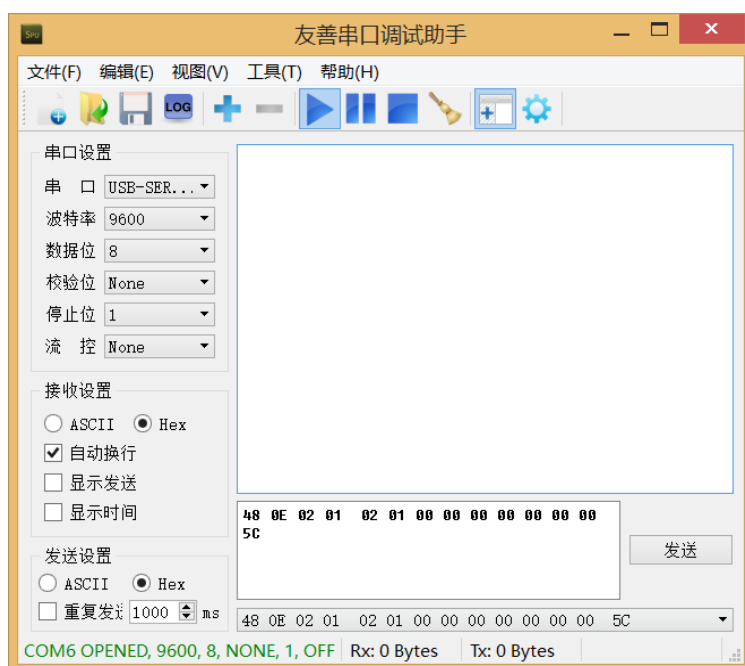 SPU 友善串口调试助手
文件(F) 编辑(E) 视图(V) 工具(T) 帮助(H)
LOG
串口设置
串 口 USB-SER...
波特率 9600
数据位 8
校验位 None
停止位 1
流 控 None
接收设置
ASCII Hex
自动换行
显示发送
显示时间
48 0E 02 01 02 01 00 00 00 00 00 00 00
5C
发送
发送设置
ASCII Hex
重复发送 1000 ms
48 0E 02 01 02 01 00 00 00 00 00 00 00 5C
COM6 OPENED, 9600, 8, NONE, 1, OFF Rx: 0 Bytes Tx: 0 Bytes